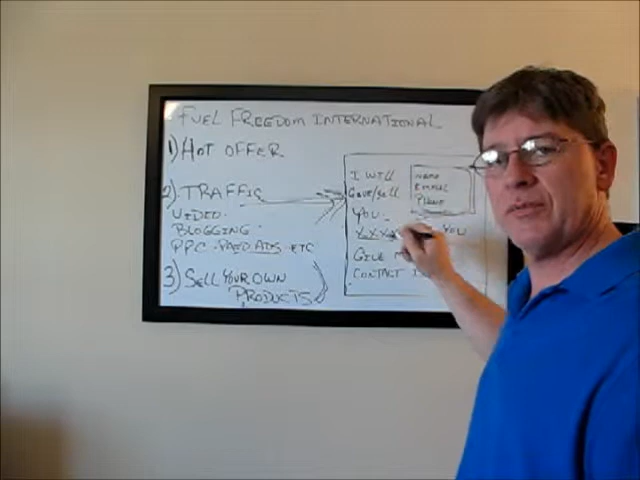 FUEL FREEDOM INTERNATIONAL
1) HOT OFFER
2) TRAFFIC
VIDEO.
BLOGGING.
PPC. PAID ADS. ETC
3) SELL YOUR OWN
PRODUCTS
I WILL
GIVE/SELL
YOU
X.X.X
YOU
GIVE
CONTACT
NAME
EMAIL
PHONE